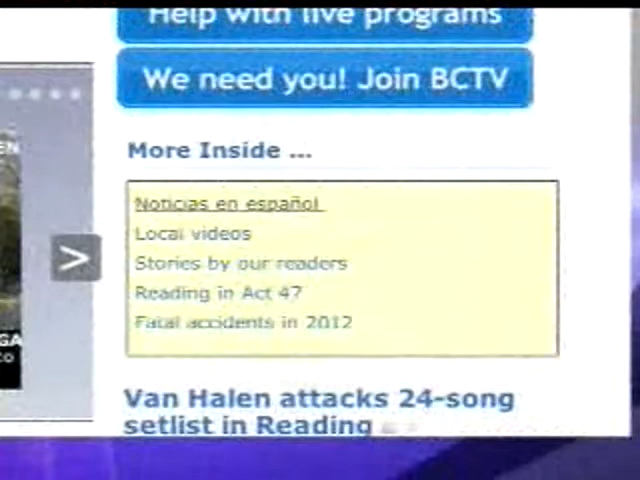 Help with live programs
We need you! Join BCTV
More Inside ...
Noticias en español
Local videos
Stories by our readers
Reading in Act 47
Fatal accidents in 2012
>
Van Halen attacks 24-song
setlist in Reading